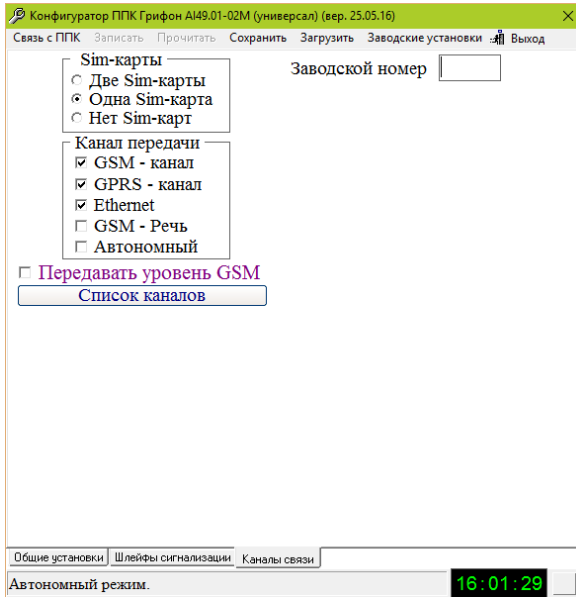 Конфигуратор ППК Грифон AI49.01-02М (универсал) (вер. 25.05.16)
Связь с ППК Записать Прочитать Сохранить Загрузить Заводские установки Выход
Sim-карты
Две Sim-карты
Одна Sim-карта
Нет Sim-карт
Заводской номер
Канал передачи
GSM - канал
GPRS - канал
Ethernet
GSM - Речь
Автономный
Передавать уровень GSM
Список каналов
Общие установки Шлейфы сигнализации Каналы связи
Автономный режим.
16:01:29